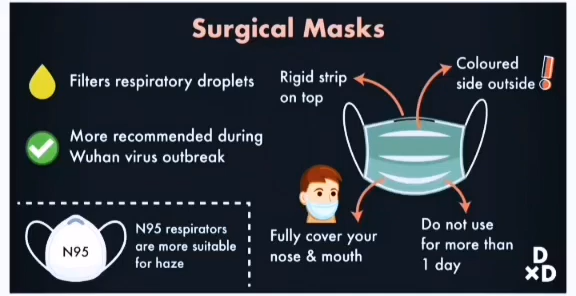 Surgical Masks
Filters respiratory droplets
More recommended during
Wuhan virus outbreak
N95
N95 respirators
are more suitable
for haze
Rigid strip
on top
Coloured
side outside
Fully cover your
nose & mouth
Do not use
for more than
1 day
D
×D